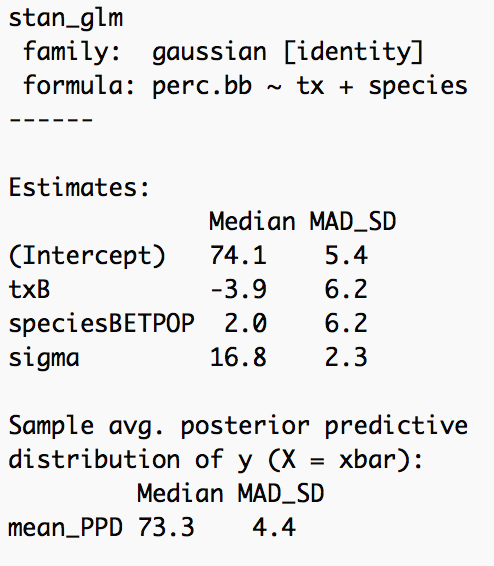 stan_glm
 family:  gaussian [identity]
 formula: perc.bb ~ tx + species
------
Estimates:
              Median MAD_SD
(Intercept)   74.1    5.4
txB           -3.9    6.2
speciesBETPOP  2.0    6.2
sigma         16.8    2.3
Sample avg. posterior predictive
distribution of y (X = xbar):
         Median MAD_SD
mean_PPD 73.3    4.4